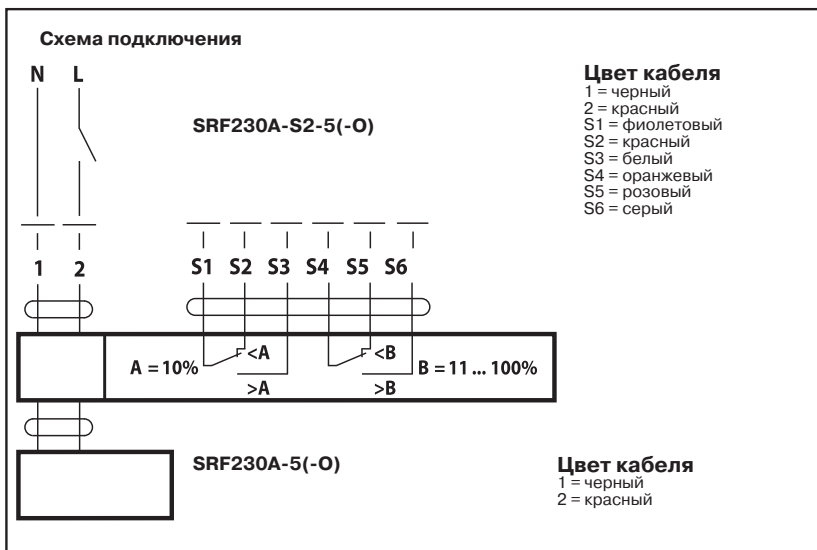 Схема подключения
N L
SRF230A-S2-5(-O)
Цвет кабеля
1 = черный
2 = красный
S1 = фиолетовый
S2 = красный
S3 = белый
S4 = оранжевый
S5 = розовый
S6 = серый
1 2 S1 S2 S3 S4 S5 S6
A = 10% <A <B B = 11 ... 100%
>A >B
SRF230A-5(-O)
Цвет кабеля
1 = черный
2 = красный